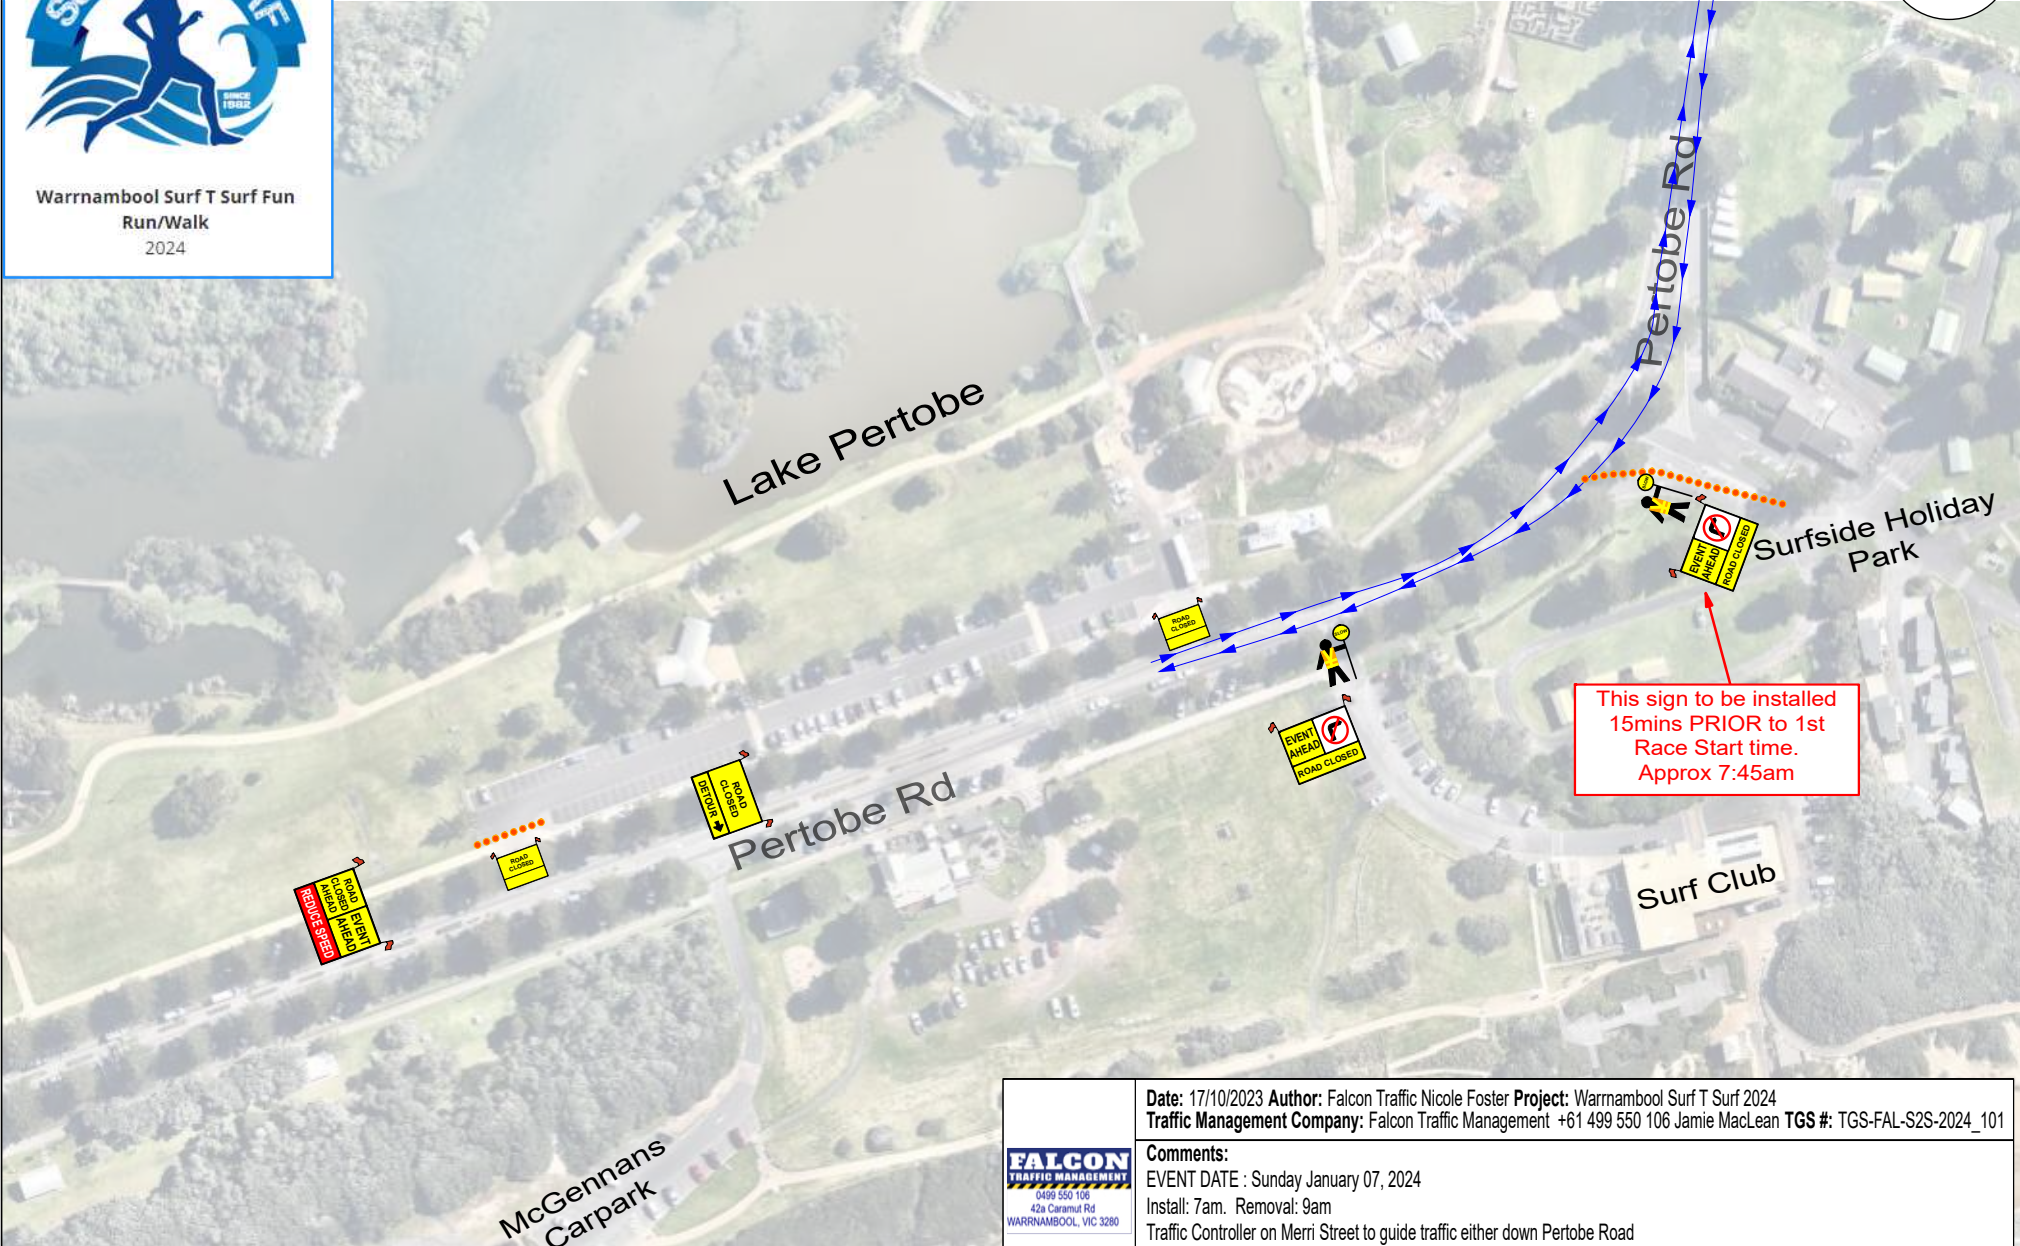 SINCE
1982
Warrnambool Surf T Surf Fun
Run/Walk
2024
Pertobe Rd
Lake Pertobe
Surfside Holiday
Park
EVENT
AHEAD
ROAD CLOSED
This sign to be installed
15mins PRIOR to 1st
Race Start time.
Approx 7:45am
ROAD
CLOSED
SLOW
EVENT
AHEAD
ROAD CLOSED
ROAD
CLOSED
DETOUR
Pertobe Rd
ROAD
CLOSED
ROAD
CLOSED
AHEAD
EVENT
AHEAD
REDUCE SPEED
Surf Club
McGennans
Carpark
FALCON
TRAFFIC MANAGEMENT
0499 550 106
42a Caramut Rd
WARRNAMBOOL, VIC 3280
Date: 17/10/2023 Author: Falcon Traffic Nicole Foster Project: Warrnambool Surf T Surf 2024
Traffic Management Company: Falcon Traffic Management +61 499 550 106 Jamie MacLean TGS #: TGS-FAL-S2S-2024_101
Comments:
EVENT DATE : Sunday January 07, 2024
Install: 7am. Removal: 9am
Traffic Controller on Merri Street to guide traffic either down Pertobe Road